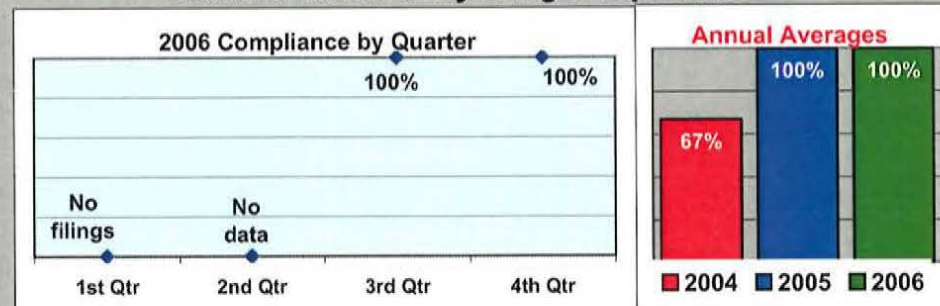 2006 Compliance by Quarter
100%
100%
No
filings
No
data
1st Qtr
2nd Qtr
3rd Qtr
4th Qtr
Annual Averages
67%
100%
100%
2004
2005
2006